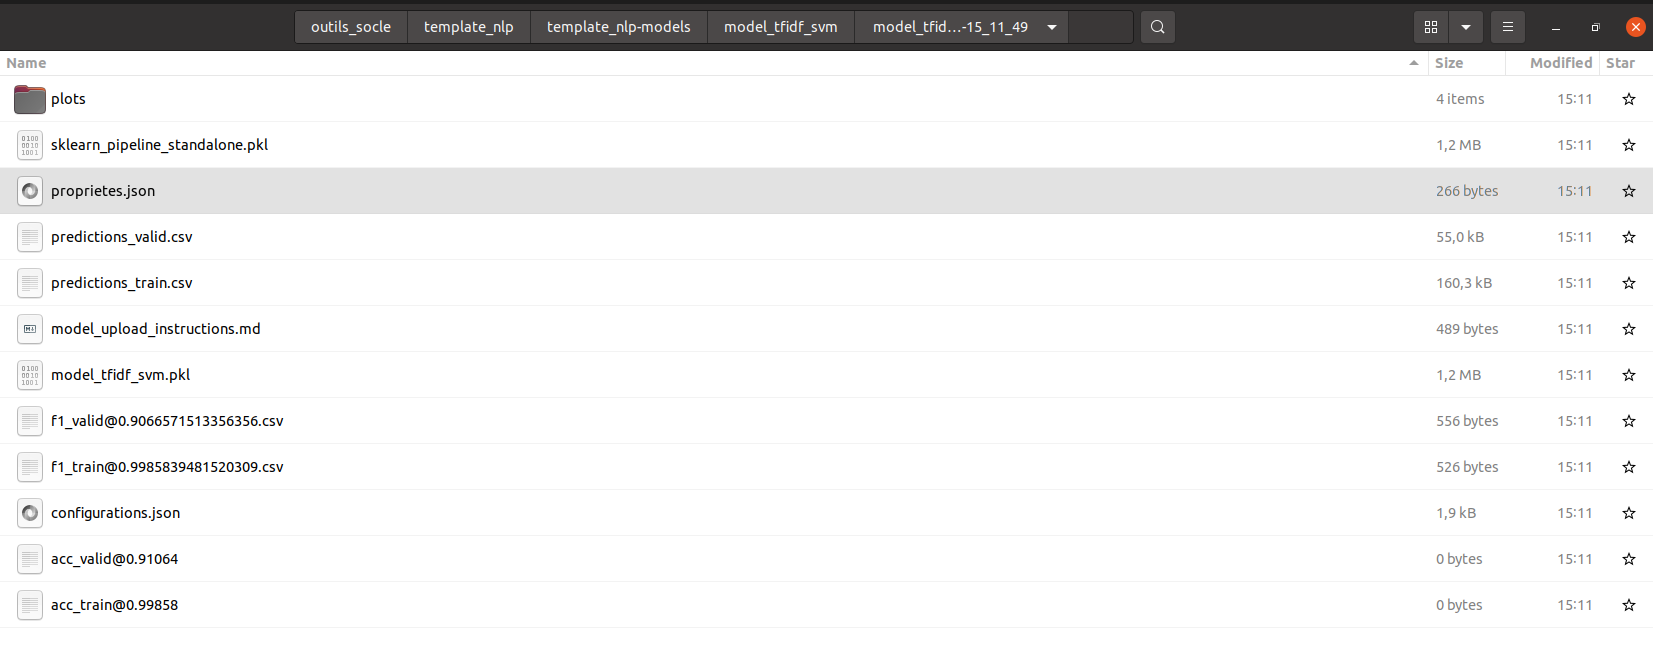 outils_socle template_nlp template_nlp-models model_tfidf_svm model_tfid...-15_11_49
Name Size Modified Star
plots 4 items 15:11
sklearn_pipeline_standalone.pkl 1,2 MB 15:11
proprietes.json 266 bytes 15:11
predictions_valid.csv 55,0 kB 15:11
predictions_train.csv 160,3 kB 15:11
model_upload_instructions.md 489 bytes 15:11
model_tfidf_svm.pkl 1,2 MB 15:11
f1_valid@0.9066571513356356.csv 556 bytes 15:11
f1_train@0.9985839481520309.csv 526 bytes 15:11
configurations.json 1,9 kB 15:11
acc_valid@0.91064 0 bytes 15:11
acc_train@0.99858 0 bytes 15:11